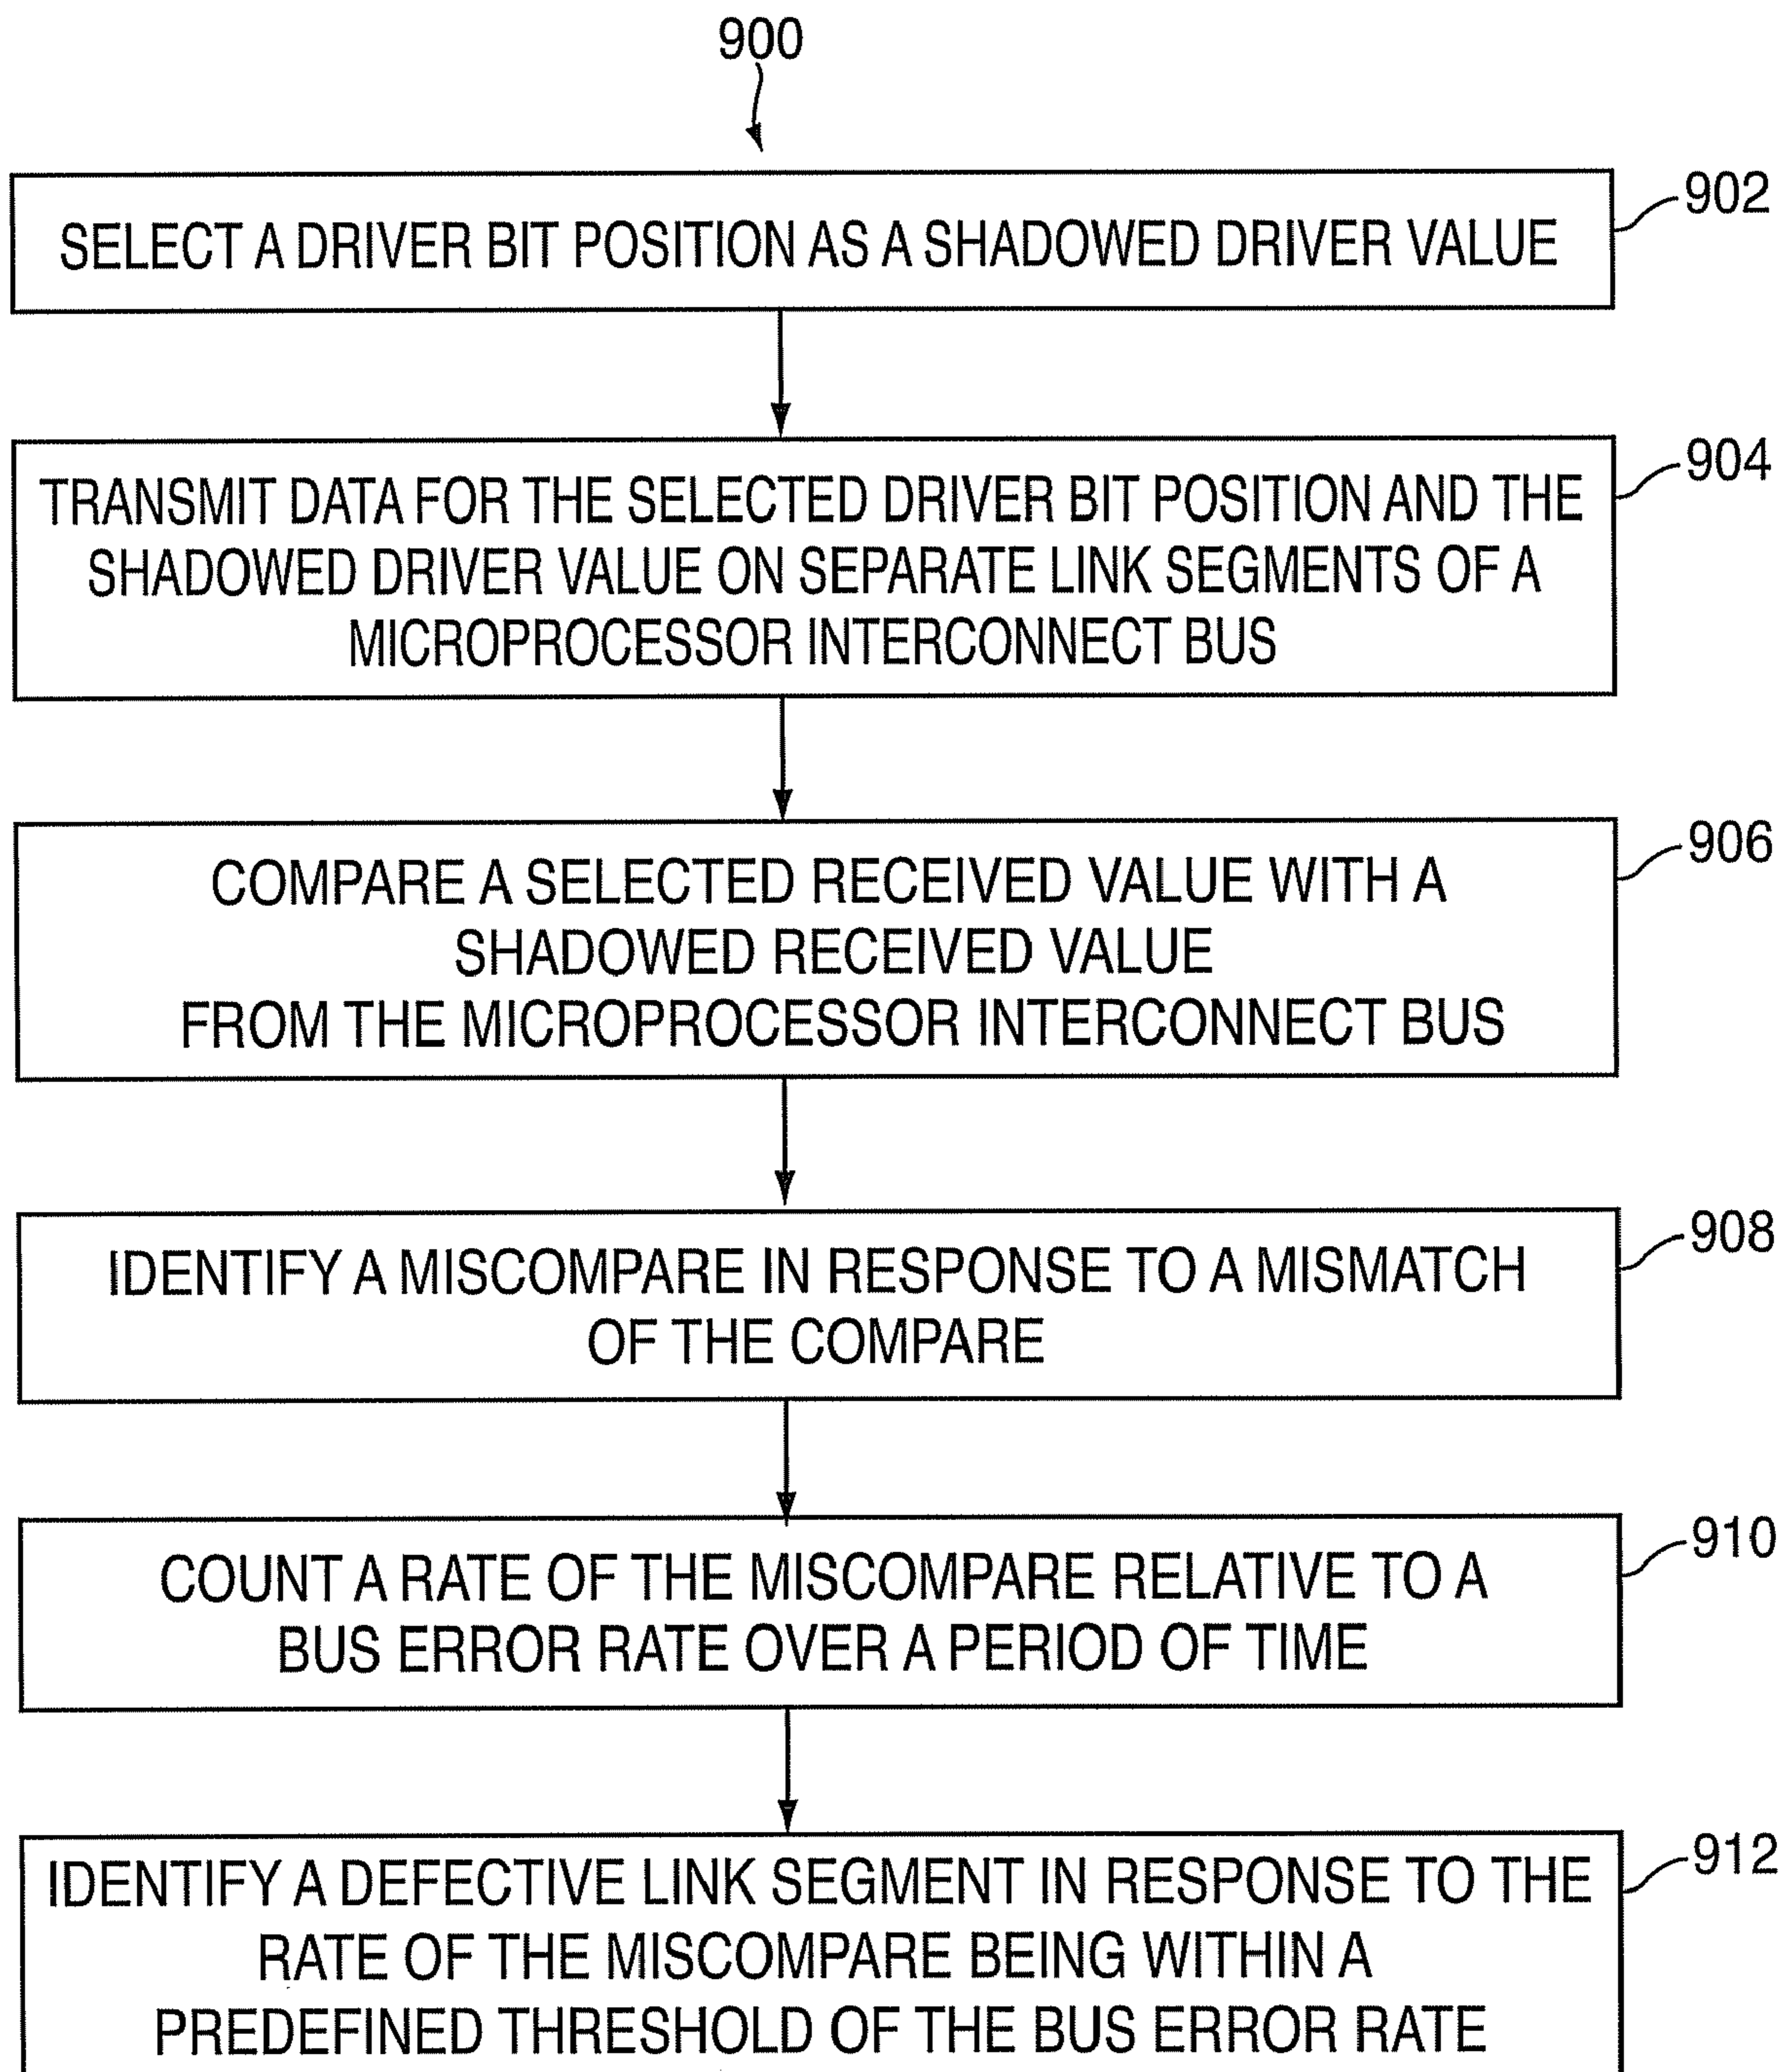 900
902
SELECT A DRIVER BIT POSITION AS A SHADOWED DRIVER VALUE
904
TRANSMIT DATA FOR THE SELECTED DRIVER BIT POSITION AND THE
SHADOWED DRIVER VALUE ON SEPARATE LINK SEGMENTS OF A
MICROPROCESSOR INTERCONNECT BUS
906
COMPARE A SELECTED RECEIVED VALUE WITH A
SHADOWED RECEIVED VALUE
FROM THE MICROPROCESSOR INTERCONNECT BUS
908
IDENTIFY A MISCOMPARE IN RESPONSE TO A MISMATCH
OF THE COMPARE
910
COUNT A RATE OF THE MISCOMPARE RELATIVE TO A
BUS ERROR RATE OVER A PERIOD OF TIME
912
IDENTIFY A DEFECTIVE LINK SEGMENT IN RESPONSE TO THE
RATE OF THE MISCOMPARE BEING WITHIN A
PREDEFINED THRESHOLD OF THE BUS ERROR RATE